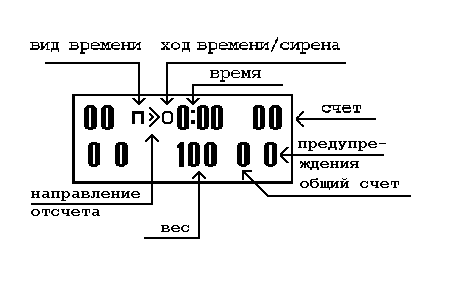 вид времени ход времени/сирена
время
00 п»о0:00 00 счет
0 0 100 0 0 предупре-
ждения
направление общий счет
отсчета
вес